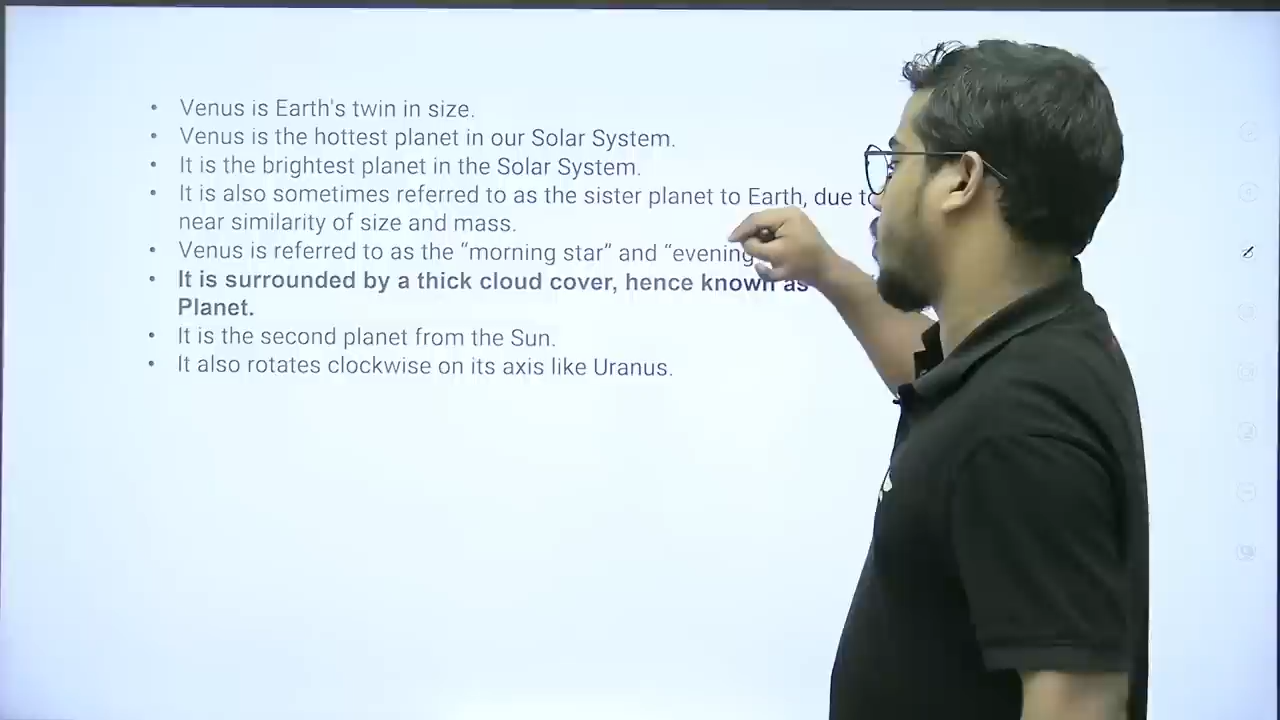 • Venus is Earth's twin in size.
• Venus is the hottest planet in our Solar System.
• It is the brightest planet in the Solar System.
• It is also sometimes referred to as the sister planet to Earth, due to
near similarity of size and mass.
• Venus is referred to as the “morning star” and “evening
• It is surrounded by a thick cloud cover, hence known as
Planet.
• It is the second planet from the Sun.
• It also rotates clockwise on its axis like Uranus.